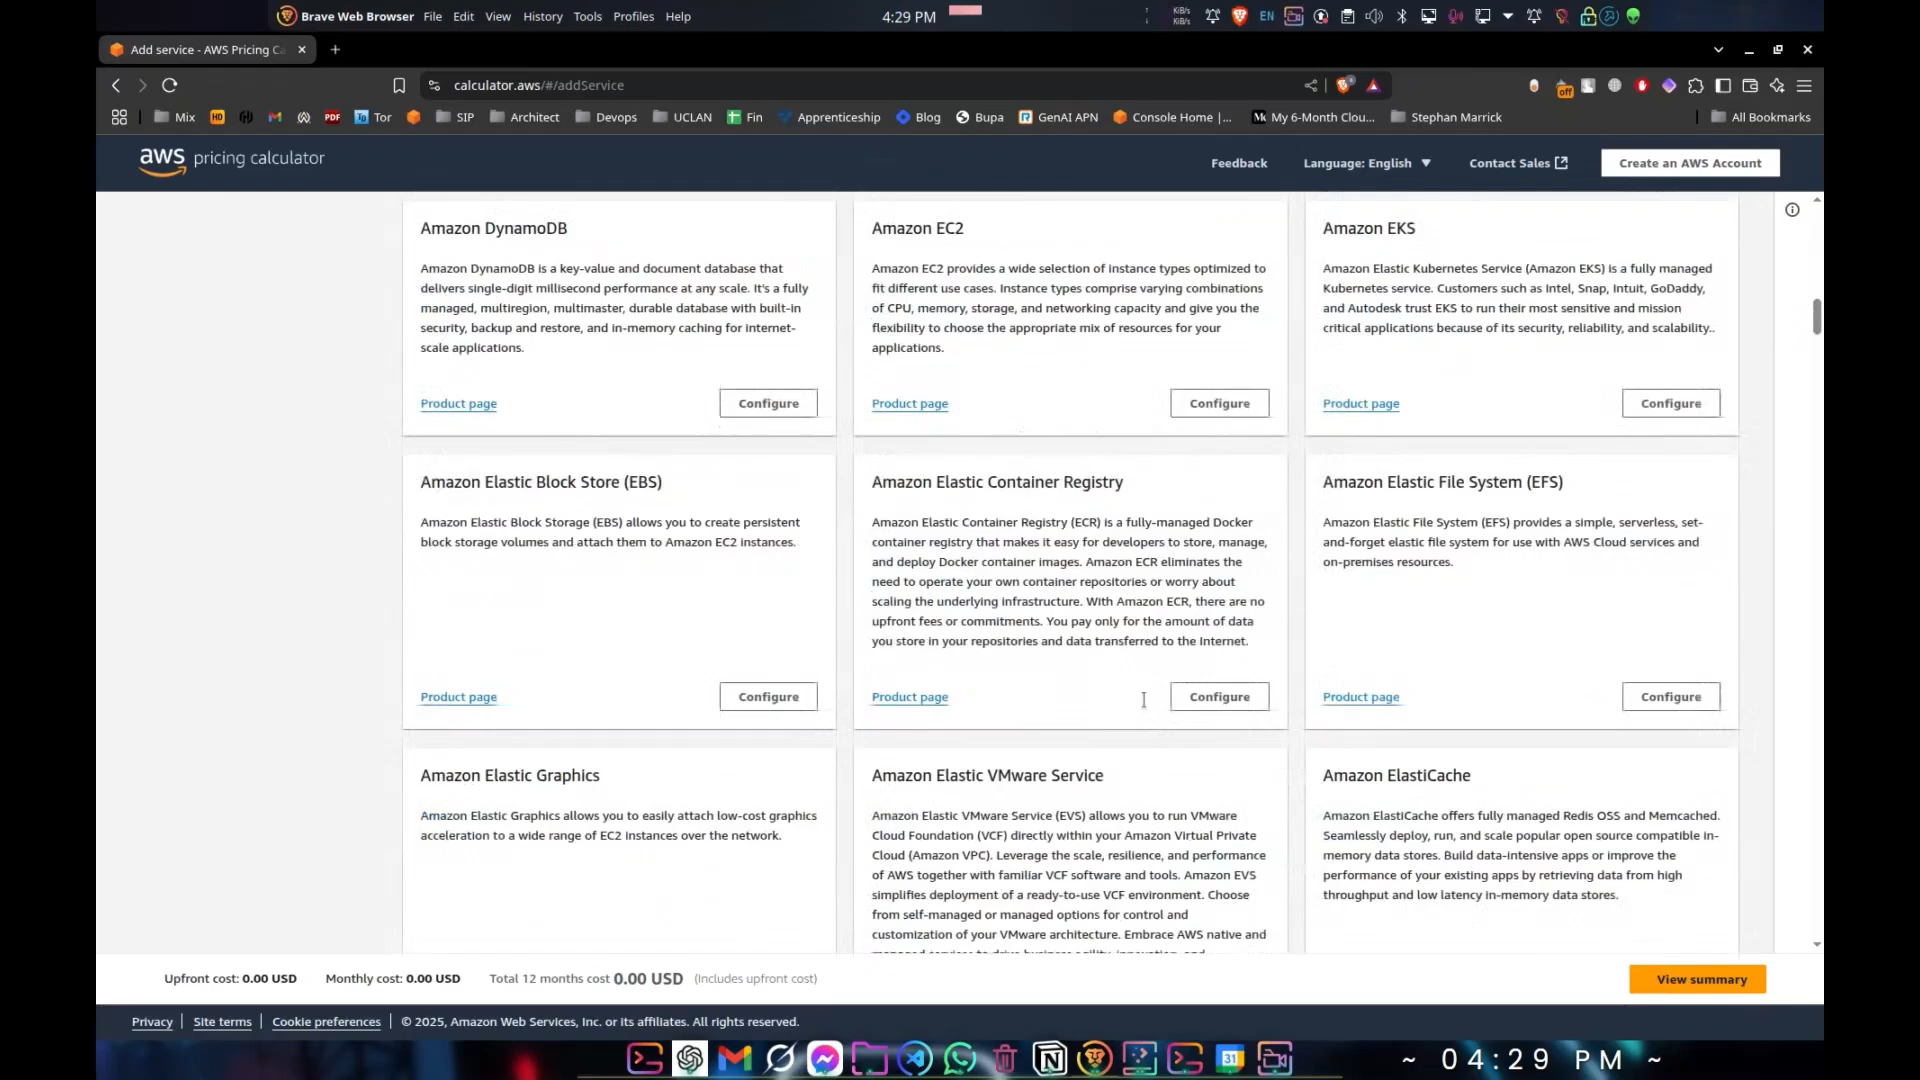 Brave Web Browser File Edit View History Tools Profiles Help
4:29 PM
KiB/s
KiB/s
EN
Add service - AWS Pricing Ca
calculator.aws/#/addService
off
Mix
HD
PDF
Tor
SIP
Architect
Devops
UCLAN
Fin
Apprenticeship
Blog
Bupa
GenAI APN
Console Home |...
My 6-Month Clou...
Stephan Marrick
All Bookmarks
aws pricing calculator
Feedback
Language: English
Contact Sales
Create an AWS Account
Amazon DynamoDB
Amazon DynamoDB is a key-value and document database that
delivers single-digit millisecond performance at any scale. It's a fully
managed, multiregion, multimaster, durable database with built-in
security, backup and restore, and in-memory caching for internet-
scale applications.
Product page
Configure
Amazon EC2
Amazon EC2 provides a wide selection of instance types optimized to
fit different use cases. Instance types comprise varying combinations
of CPU, memory, storage, and networking capacity and give you the
flexibility to choose the appropriate mix of resources for your
applications.
Product page
Configure
Amazon EKS
Amazon Elastic Kubernetes Service (Amazon EKS) is a fully managed
Kubernetes service. Customers such as Intel, Snap, Intuit, GoDaddy,
and Autodesk trust EKS to run their most sensitive and mission
critical applications because of its security, reliability, and scalability..
Product page
Configure
Amazon Elastic Block Store (EBS)
Amazon Elastic Block Storage (EBS) allows you to create persistent
block storage volumes and attach them to Amazon EC2 instances.
Product page
Configure
Amazon Elastic Container Registry
Amazon Elastic Container Registry (ECR) is a fully-managed Docker
container registry that makes it easy for developers to store, manage,
and deploy Docker container images. Amazon ECR eliminates the
need to operate your own container repositories or worry about
scaling the underlying infrastructure. With Amazon ECR, there are no
upfront fees or commitments. You pay only for the amount of data
you store in your repositories and data transferred to the Internet.
Product page
Configure
Amazon Elastic File System (EFS)
Amazon Elastic File System (EFS) provides a simple, serverless, set-
and-forget elastic file system for use with AWS Cloud services and
on-premises resources.
Product page
Configure
Amazon Elastic Graphics
Amazon Elastic Graphics allows you to easily attach low-cost graphics
acceleration to a wide range of EC2 instances over the network.
Amazon Elastic VMware Service
Amazon Elastic VMware Service (EVS) allows you to run VMware
Cloud Foundation (VCF) directly within your Amazon Virtual Private
Cloud (Amazon VPC). Leverage the scale, resilience, and performance
of AWS together with familiar VCF software and tools. Amazon EVS
simplifies deployment of a ready-to-use VCF environment. Choose
from self-managed or managed options for control and
customization of your VMware architecture. Embrace AWS native and
Amazon ElastiCache
Amazon ElastiCache offers fully managed Redis OSS and Memcached.
Seamlessly deploy, run, and scale popular open source compatible in-
memory data stores. Build data-intensive apps or improve the
performance of your existing apps by retrieving data from high
throughput and low latency in-memory data stores.
Upfront cost: 0.00 USD
Monthly cost: 0.00 USD
Total 12 months cost 0.00 USD (Includes upfront cost)
View summary
Privacy | Site terms | Cookie preferences | © 2025, Amazon Web Services, Inc. or its affiliates. All rights reserved.
31
~ 04:29 PM ~